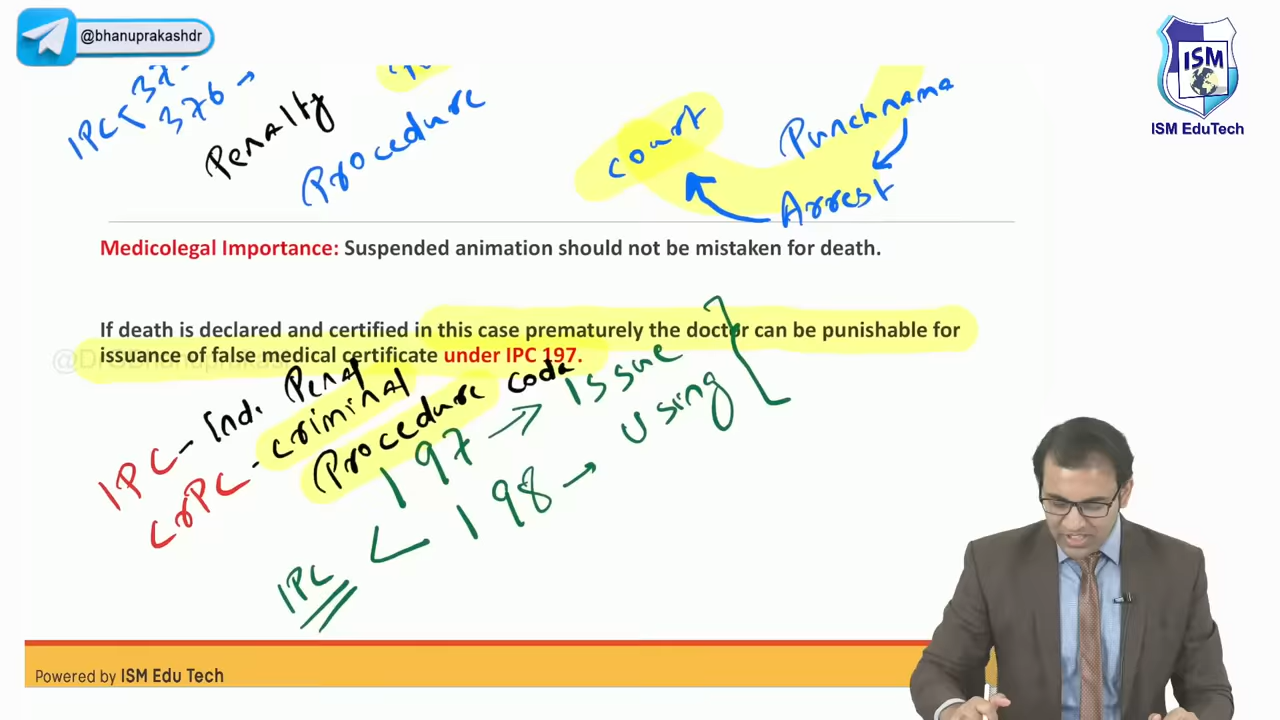 @bhanuprakashdr
ISM
ISM EduTech
IPC
376
Penalty
Procedure
Court
Punchnama
Arrest
Medicolegal Importance: Suspended animation should not be mistaken for death.
If death is declared and certified in this case prematurely the doctor can be punishable for
issuance of false medical certificate under IPC 197.
IPC - Ind. Penal
CrPC - criminal
Procedure code
197 → Issue
198 → Using
IPC
Powered by ISM Edu Tech